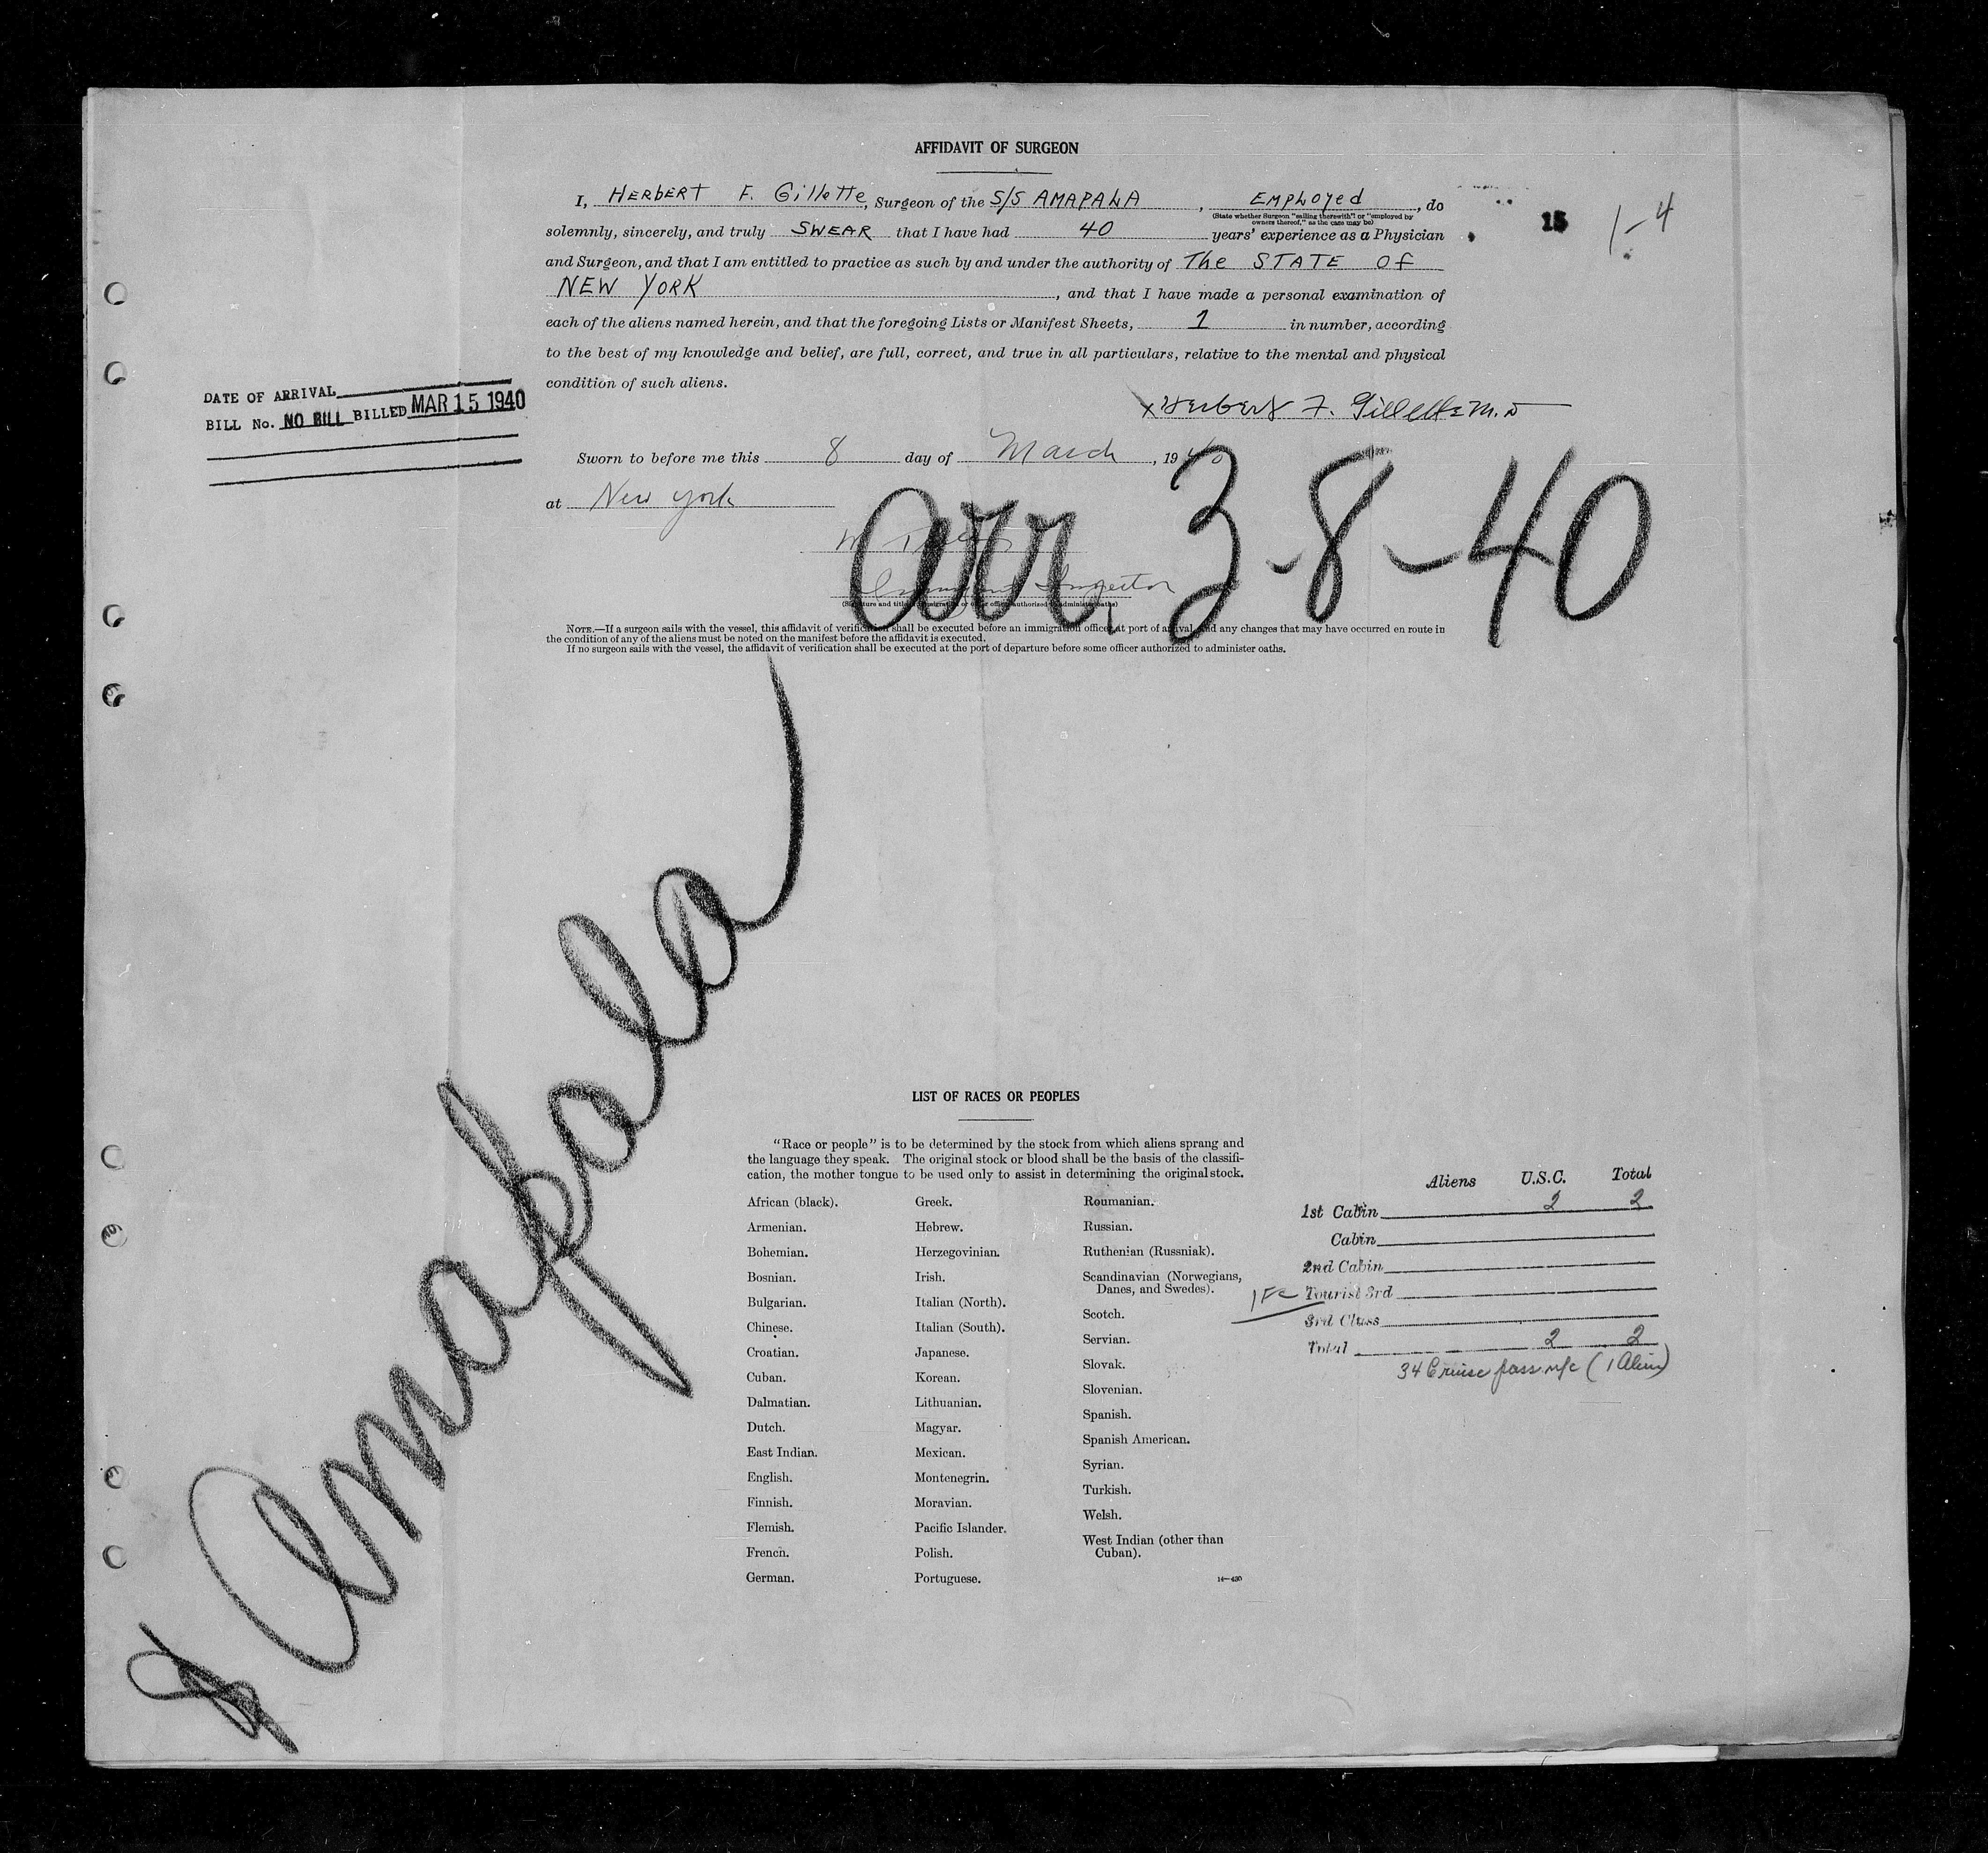 AFFIDAVIT OF SURGEON
I, HERBERT F. Gillette, Surgeon of the S/S AMAPALA, EMPLOYed, do
(State whether Surgeon "sailing therewith" or "employed by owners thereof," as the case may be)
15
1-4
solemnly, sincerely, and truly SWEAR that I have had 40 years' experience as a Physician
and Surgeon, and that I am entitled to practice as such by and under the authority of The STATE Of
NEW YORK, and that I have made a personal examination of
each of the aliens named herein, and that the foregoing Lists or Manifest Sheets, 1 in number, according
to the best of my knowledge and belief, are full, correct, and true in all particulars, relative to the mental and physical
condition of such aliens.
DATE OF ARRIVAL
BILL No. NO BILL BILLED MAR 15 1940
x Herbert F. Gillette M.D
Sworn to before me this 8 day of March, 1940
at New York
arr. 3-8-40
Inspector
(Signature and title of immigration or other officer authorized to administer oaths)
NOTE.—If a surgeon sails with the vessel, this affidavit of verification shall be executed before an immigration officer at port of arrival, and any changes that may have occurred en route in
the condition of any of the aliens must be noted on the manifest before the affidavit is executed.
If no surgeon sails with the vessel, the affidavit of verification shall be executed at the port of departure before some officer authorized to administer oaths.
Amapala
LIST OF RACES OR PEOPLES
"Race or people" is to be determined by the stock from which aliens sprang and
the language they speak. The original stock or blood shall be the basis of the classifi-
cation, the mother tongue to be used only to assist in determining the original stock.
African (black).
Armenian.
Bohemian.
Bosnian.
Bulgarian.
Chinese.
Croatian.
Cuban.
Dalmatian.
Dutch.
East Indian.
English.
Finnish.
Flemish.
French.
German.
Greek.
Hebrew.
Herzegovinian.
Irish.
Italian (North).
Italian (South).
Japanese.
Korean.
Lithuanian.
Magyar.
Mexican.
Montenegrin.
Moravian.
Pacific Islander.
Polish.
Portuguese.
Roumanian.
Russian.
Ruthenian (Russniak).
Scandinavian (Norwegians,
Danes, and Swedes).
Scotch.
Servian.
Slovak.
Slovenian.
Spanish.
Spanish American.
Syrian.
Turkish.
Welsh.
West Indian (other than
Cuban).
14—430
Aliens U.S.C. Total
1st Cabin 2 2
Cabin
2nd Cabin
Tourist 3rd
3rd Class
Total 2 2
34 Cruise pass n/c (1 Alien)